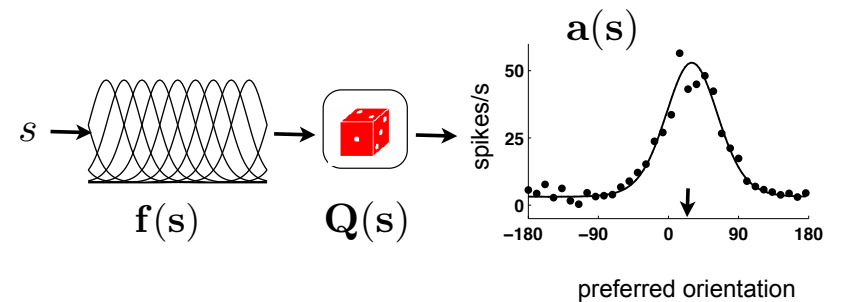 a(s)
s
f(s)
Q(s)
spikes/s
50
25
0
−180 −90 0 90 180
preferred orientation